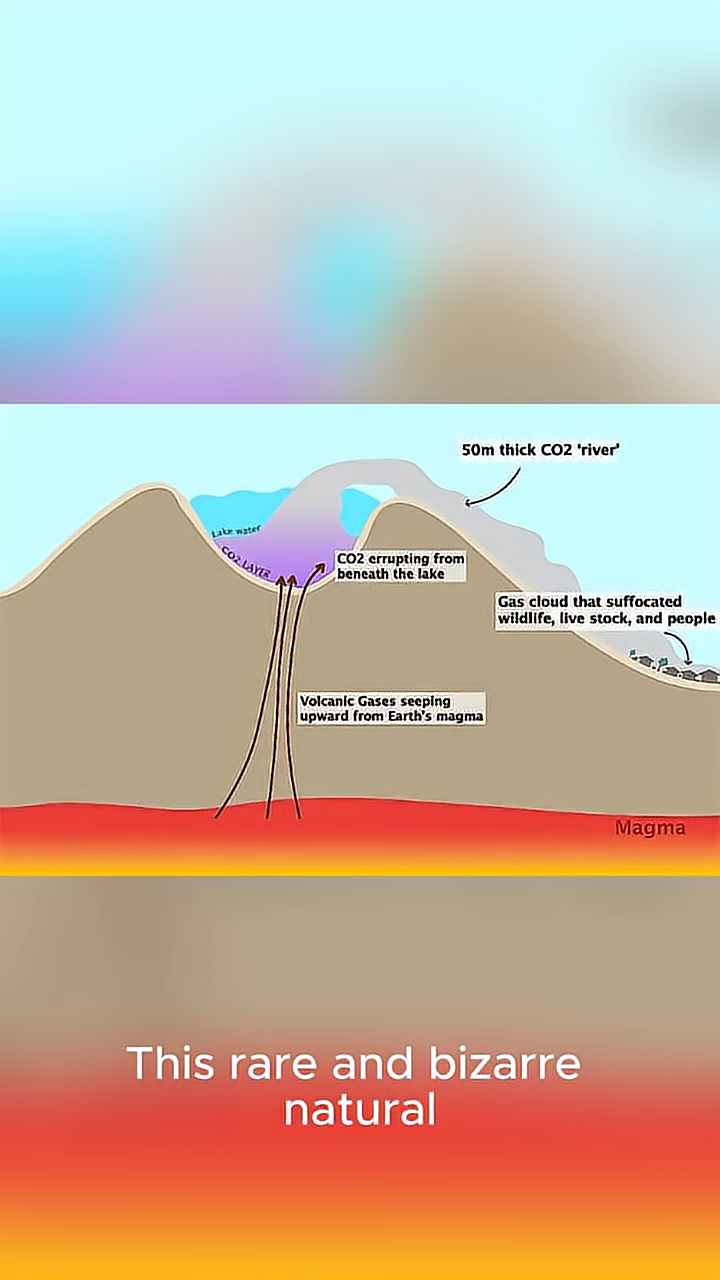 50m thick CO2 'river'
Lake water
CO2 LAYER
CO2 errupting from
beneath the lake
Gas cloud that suffocated
wildlife, live stock, and people
Volcanic Gases seeping
upward from Earth's magma
Magma
This rare and bizarre
natural